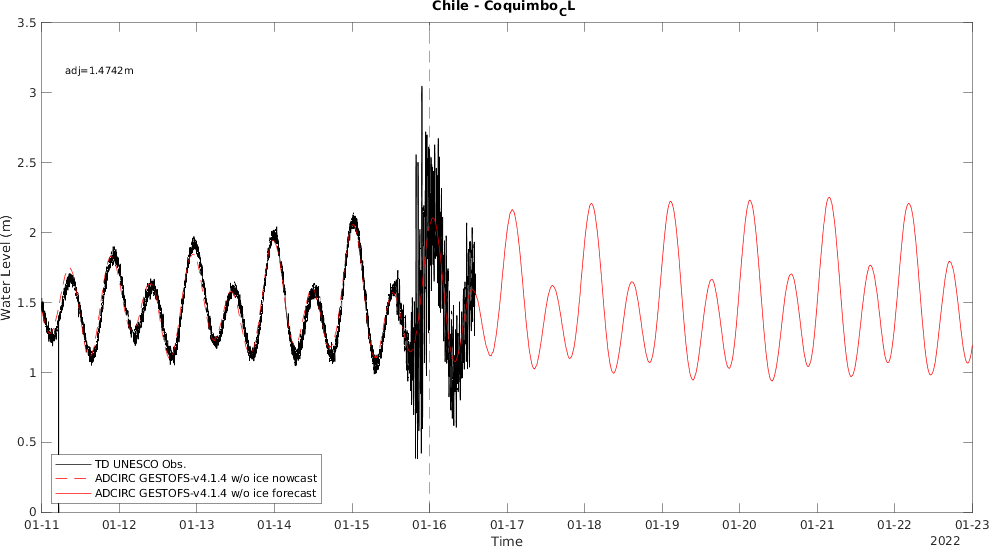 Chile - CoquimboCL
3.5
3
2.5
2
1.5
1
0.5
0
Water Level (m)
adj=1.4742m
TD UNESCO Obs.
ADCIRC GESTOFS-v4.1.4 w/o ice nowcast
ADCIRC GESTOFS-v4.1.4 w/o ice forecast
01-11 01-12 01-13 01-14 01-15 01-16 01-17 01-18 01-19 01-20 01-21 01-22 01-23
Time
2022